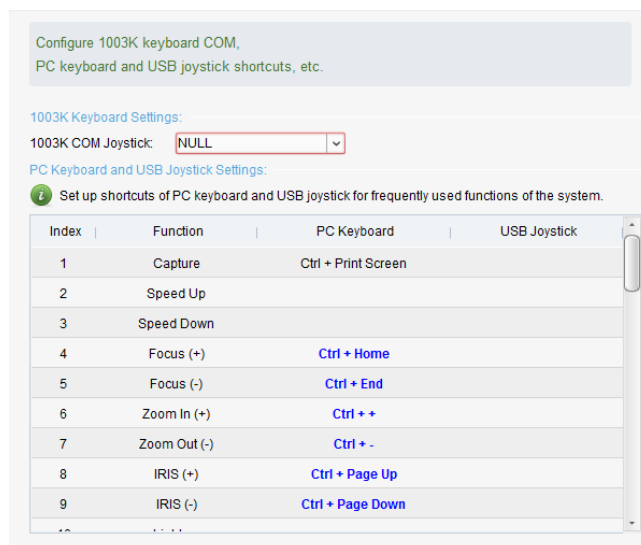 Configure 1003K keyboard COM,
PC keyboard and USB joystick shortcuts, etc.
1003K Keyboard Settings:
1003K COM Joystick: NULL
PC Keyboard and USB Joystick Settings:
Set up shortcuts of PC keyboard and USB joystick for frequently used functions of the system.
Index Function PC Keyboard USB Joystick
1 Capture Ctrl + Print Screen
2 Speed Up
3 Speed Down
4 Focus (+) Ctrl + Home
5 Focus (-) Ctrl + End
6 Zoom In (+) Ctrl + +
7 Zoom Out (-) Ctrl + -
8 IRIS (+) Ctrl + Page Up
9 IRIS (-) Ctrl + Page Down